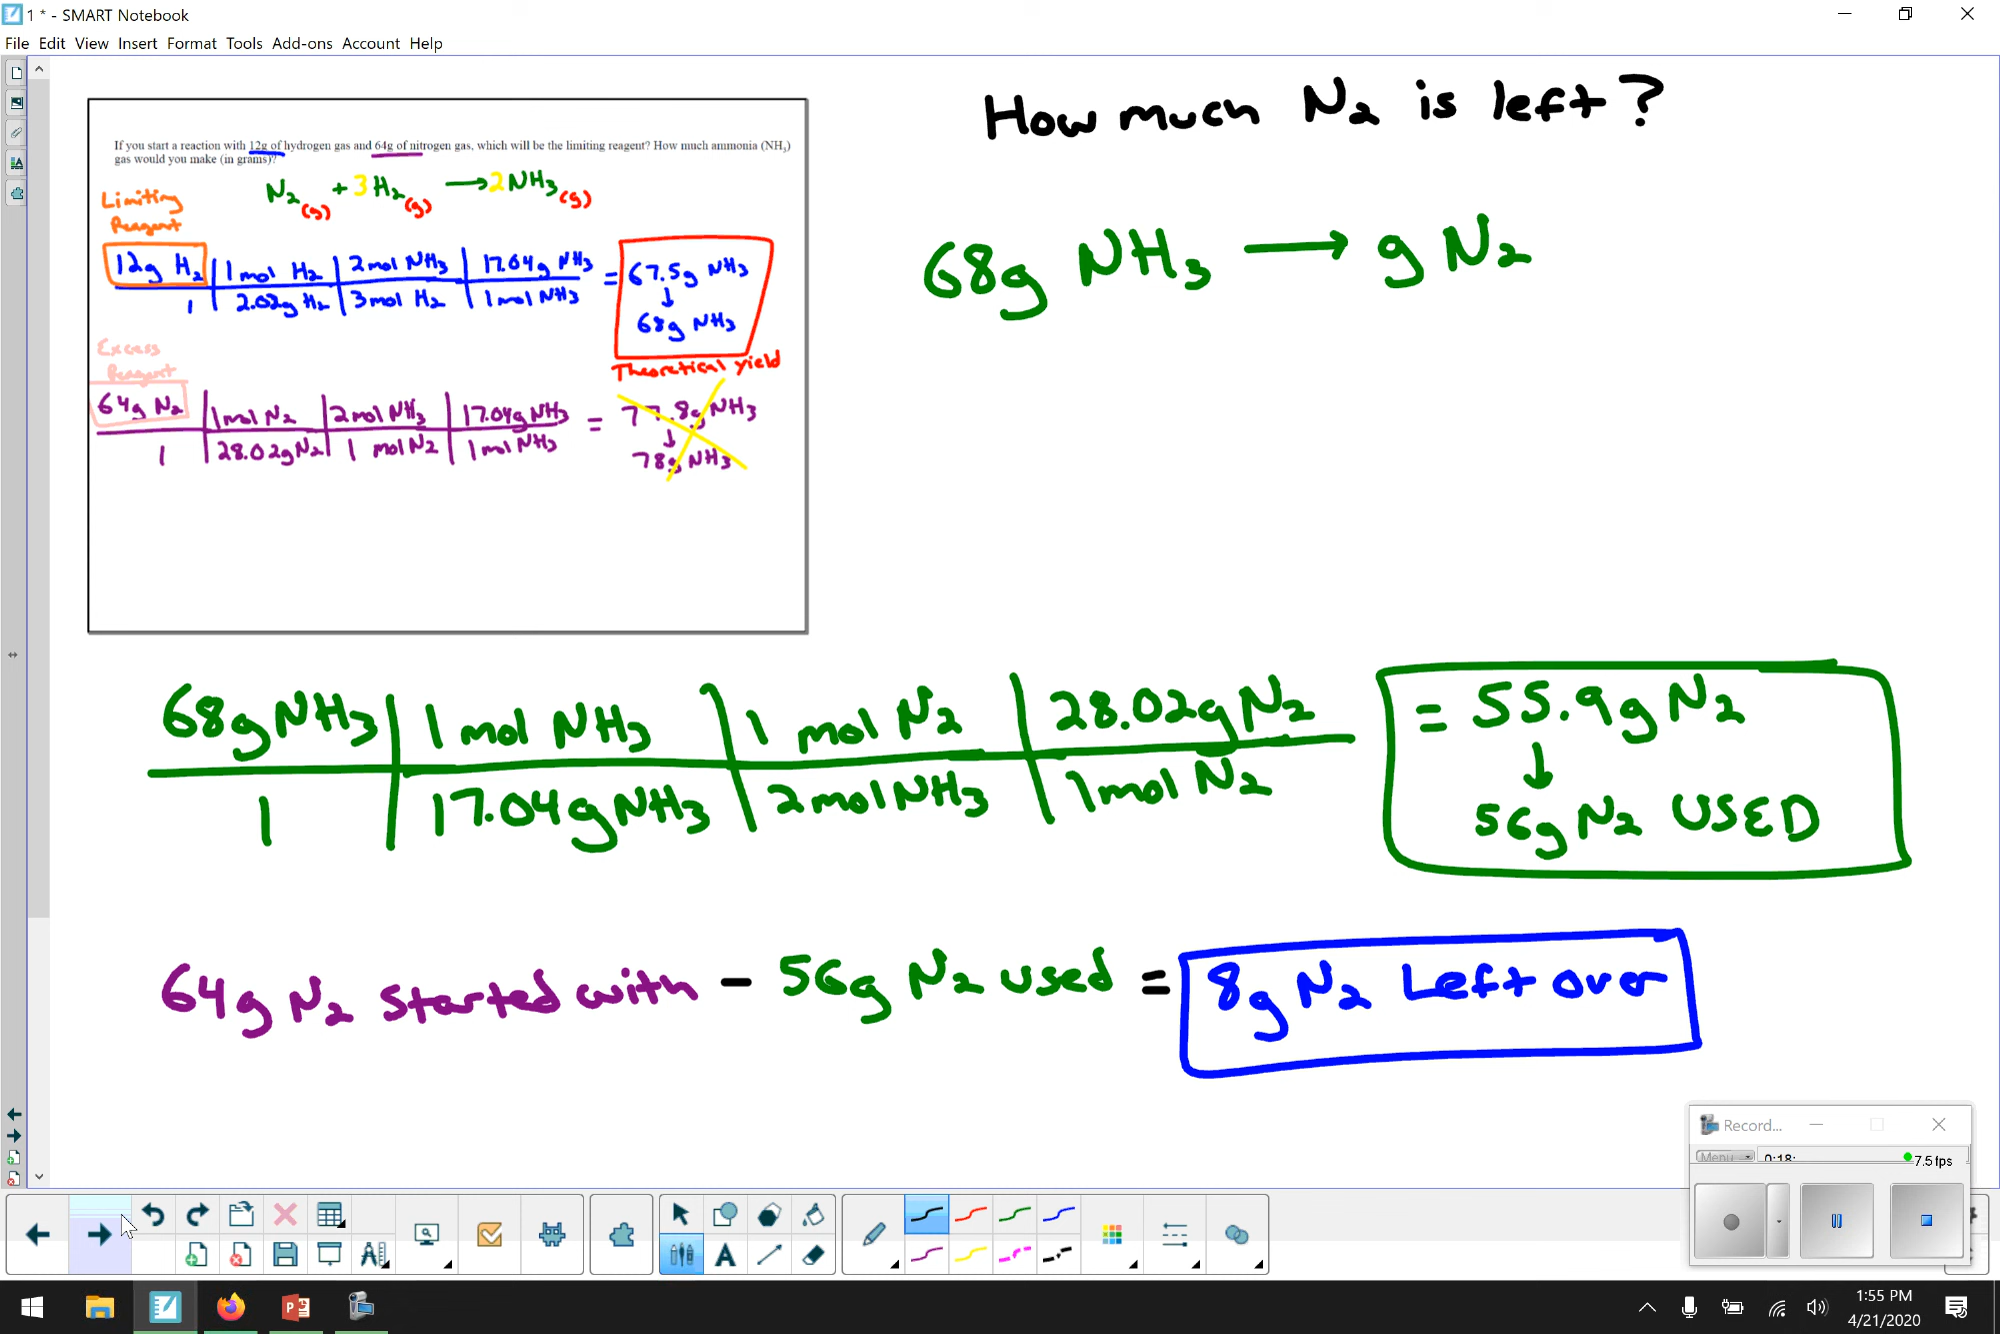 1 * - SMART Notebook
File Edit View Insert Format Tools Add-ons Account Help
How much N₂ is left?
If you start a reaction with 12g of hydrogen gas and 64g of nitrogen gas, which will be the limiting reagent? How much ammonia (NH₃)
gas would you make (in grams)?
N₂(g) + 3H₂(g) → 2NH₃(g)
Limiting
Reagent
12g H₂ | 1 mol H₂ | 2 mol NH₃ | 17.04g NH₃ = 67.5g NH₃
1 | 2.02g H₂ | 3 mol H₂ | 1 mol NH₃
↓
68g NH₃
Theoretical yield
Excess
Reagent
64g N₂ | 1 mol N₂ | 2 mol NH₃ | 17.04g NH₃ = 77.8g NH₃
1 | 28.02g N₂ | 1 mol N₂ | 1 mol NH₃
↓
78g NH₃
68g NH₃ → g N₂
68g NH₃ | 1 mol NH₃ | 1 mol N₂ | 28.02g N₂ = 55.9g N₂
1 | 17.04g NH₃ | 2 mol NH₃ | 1 mol N₂
↓
56g N₂ USED
64g N₂ started with - 56g N₂ used = 8g N₂ Left over
Record...
Menu 0:18: 7.5 fps
A
1:55 PM
4/21/2020